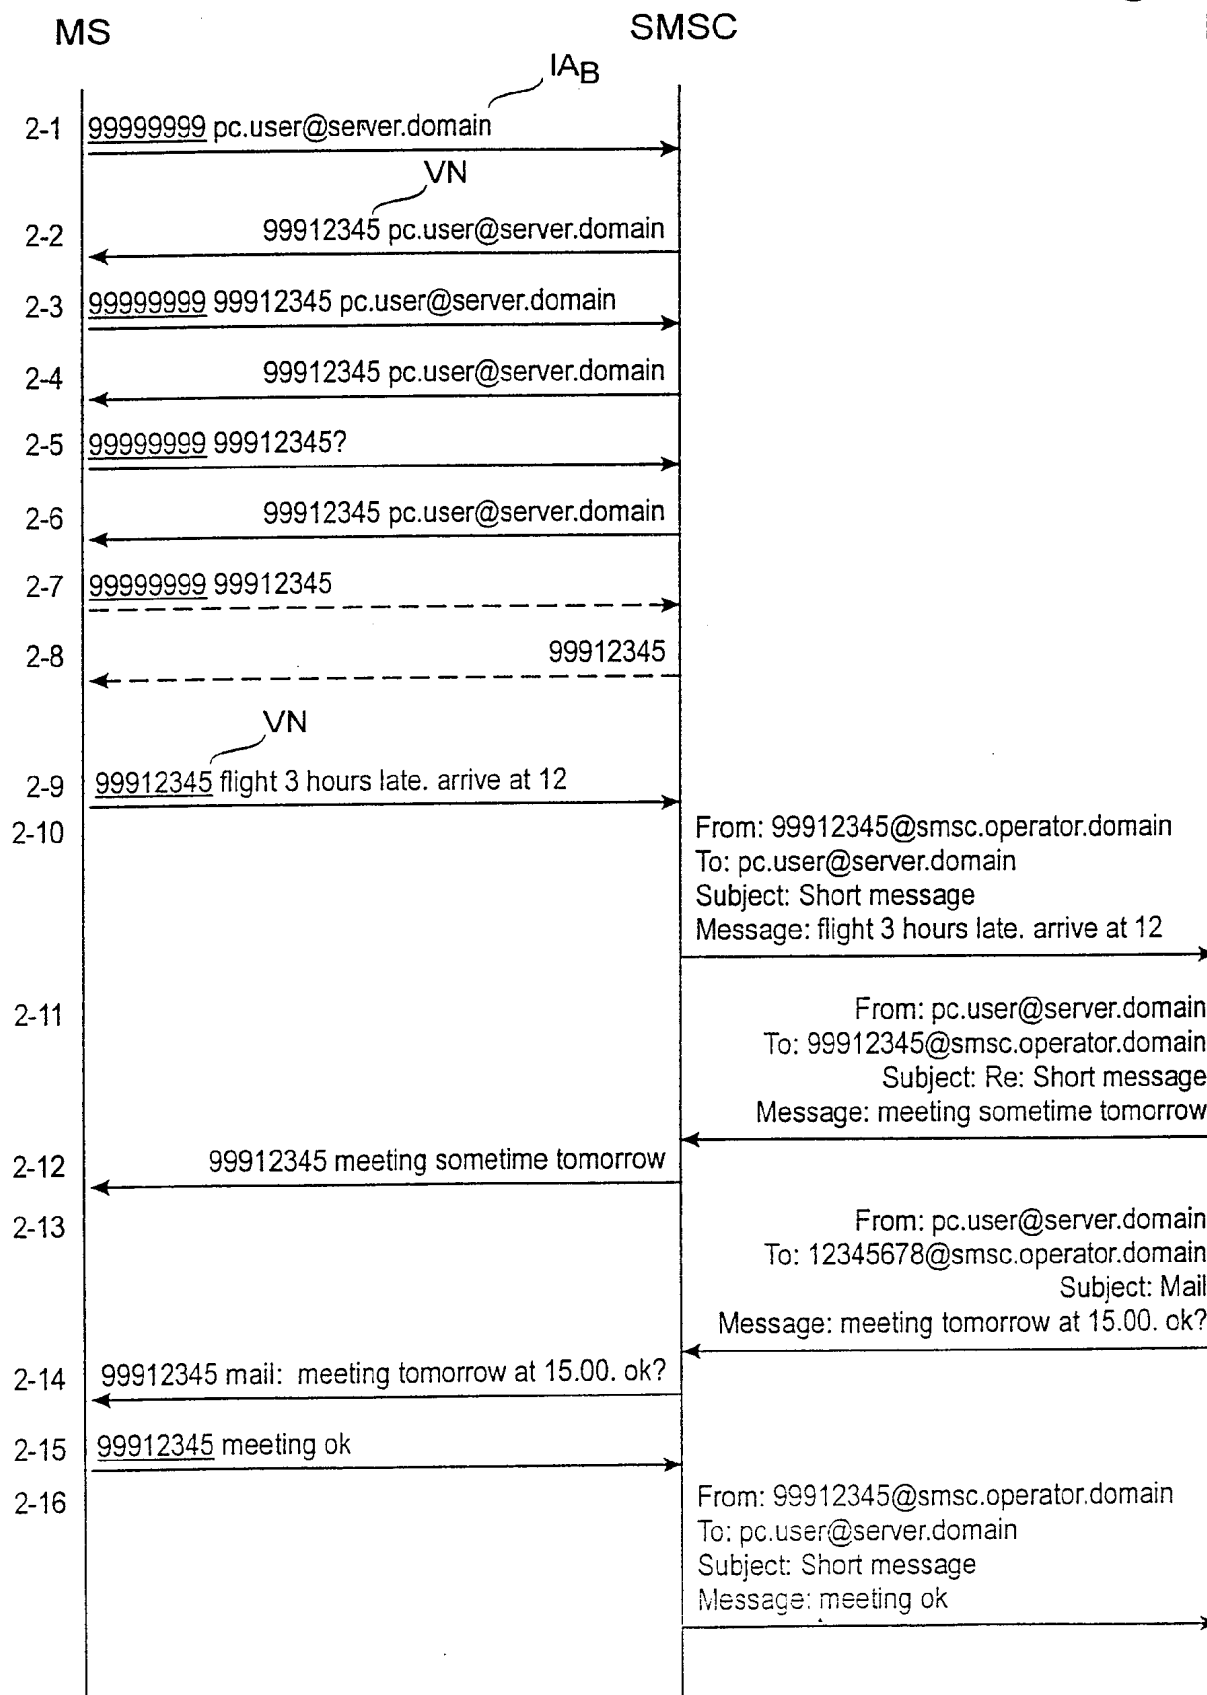 MS SMSC
IAB
2-1 99999999 pc.user@server.domain
VN
2-2 99912345 pc.user@server.domain
2-3 99999999 99912345 pc.user@server.domain
2-4 99912345 pc.user@server.domain
2-5 99999999 99912345?
2-6 99912345 pc.user@server.domain
2-7 99999999 99912345
2-8 99912345
VN
2-9 99912345 flight 3 hours late. arrive at 12
2-10 From: 99912345@smsc.operator.domain
To: pc.user@server.domain
Subject: Short message
Message: flight 3 hours late. arrive at 12
2-11 From: pc.user@server.domain
To: 99912345@smsc.operator.domain
Subject: Re: Short message
Message: meeting sometime tomorrow
2-12 99912345 meeting sometime tomorrow
2-13 From: pc.user@server.domain
To: 12345678@smsc.operator.domain
Subject: Mail
Message: meeting tomorrow at 15.00. ok?
2-14 99912345 mail: meeting tomorrow at 15.00. ok?
2-15 99912345 meeting ok
2-16 From: 99912345@smsc.operator.domain
To: pc.user@server.domain
Subject: Short message
Message: meeting ok